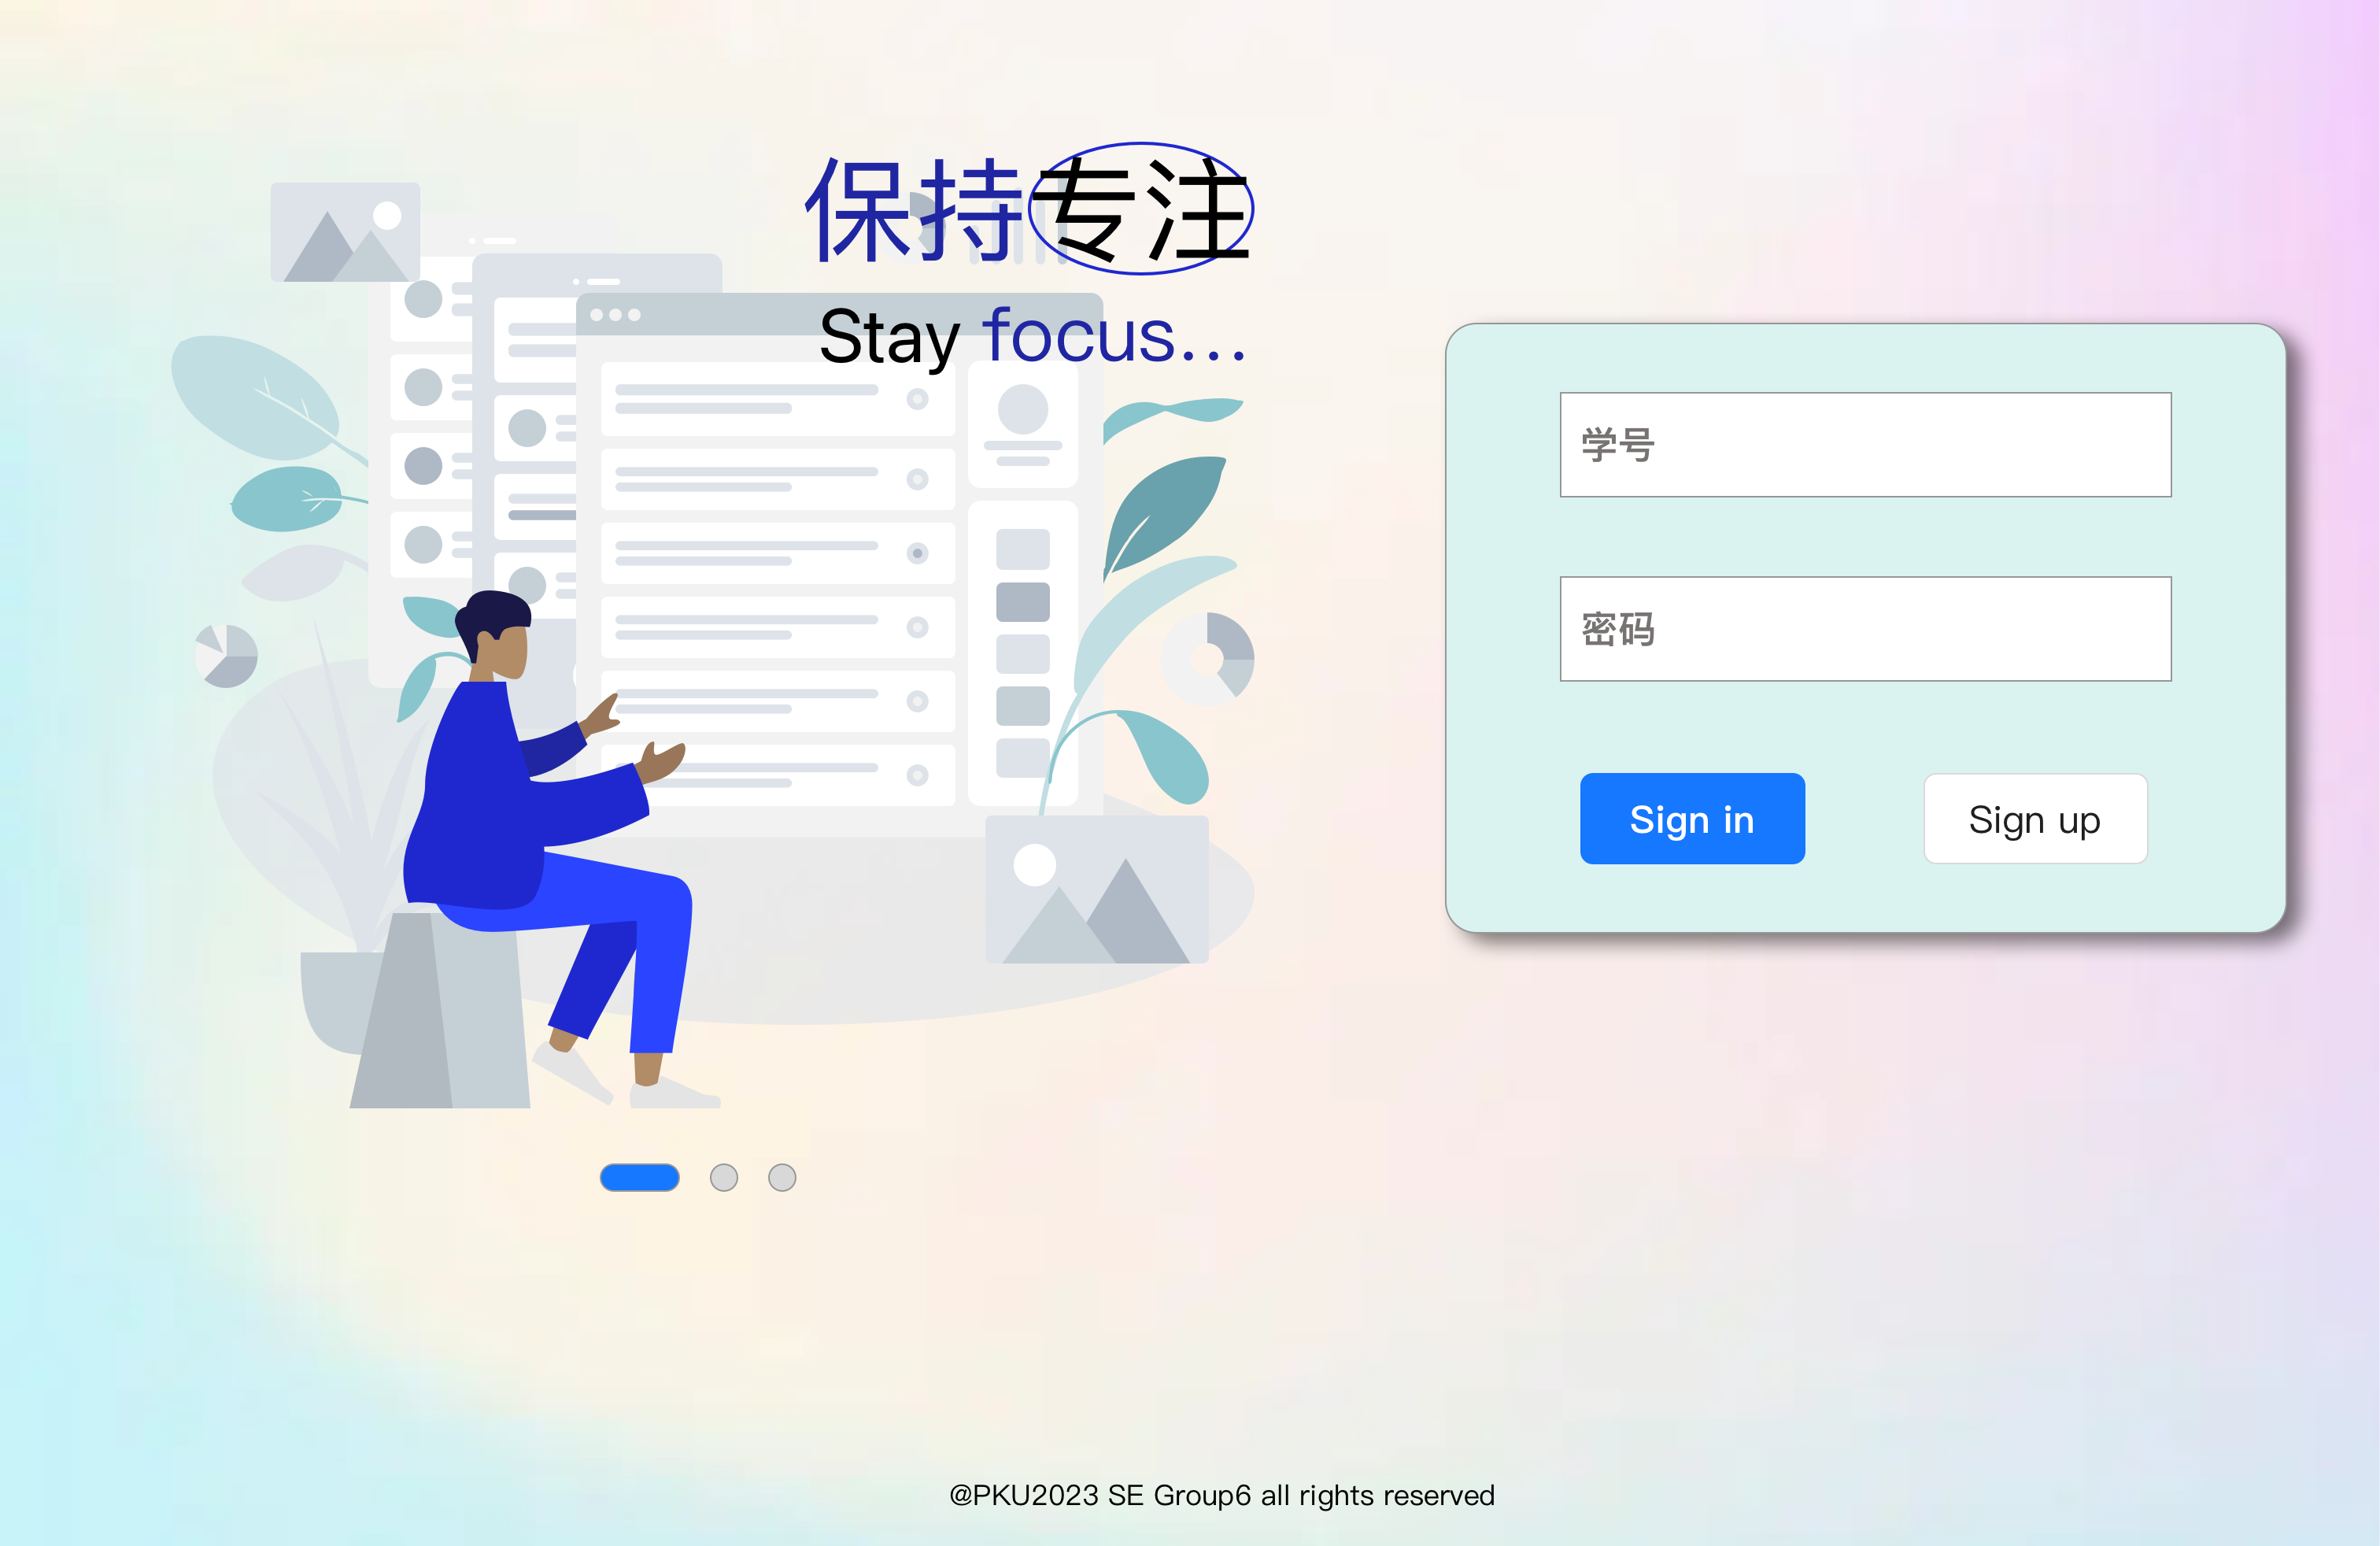 保持专注
Stay focus...
学号
密码
Sign in
Sign up
@PKU2023 SE Group6 all rights reserved